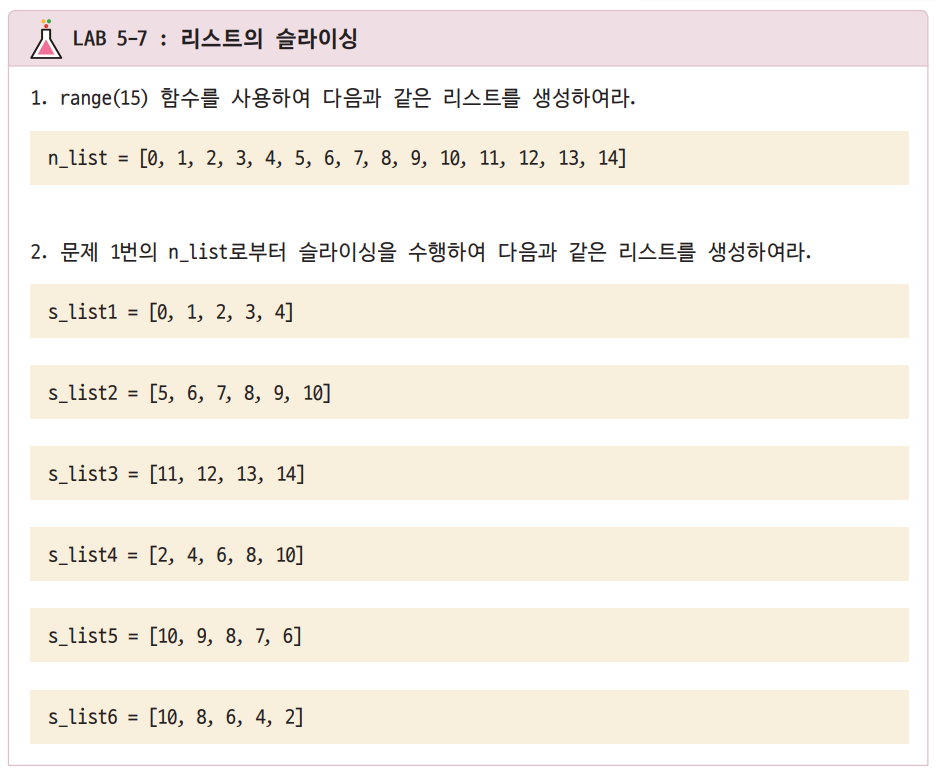 LAB 5-7 : 리스트의 슬라이싱
1. range(15) 함수를 사용하여 다음과 같은 리스트를 생성하여라.
n_list = [0, 1, 2, 3, 4, 5, 6, 7, 8, 9, 10, 11, 12, 13, 14]
2. 문제 1번의 n_list로부터 슬라이싱을 수행하여 다음과 같은 리스트를 생성하여라.
s_list1 = [0, 1, 2, 3, 4]
s_list2 = [5, 6, 7, 8, 9, 10]
s_list3 = [11, 12, 13, 14]
s_list4 = [2, 4, 6, 8, 10]
s_list5 = [10, 9, 8, 7, 6]
s_list6 = [10, 8, 6, 4, 2]